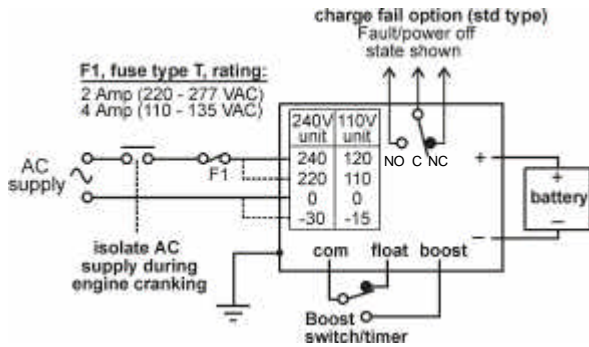 charge fail option (std type)
Fault/power off
state shown
F1, fuse type T, rating:
2 Amp (220 - 277 VAC)
4 Amp (110 - 135 VAC)
240V 110V
unit unit
240 120
220 110
0 0
-30 -15
NO C NC
AC
supply
F1
+
-
battery
+
-
isolate AC
supply during
engine cranking
com float boost
Boost
switch/timer